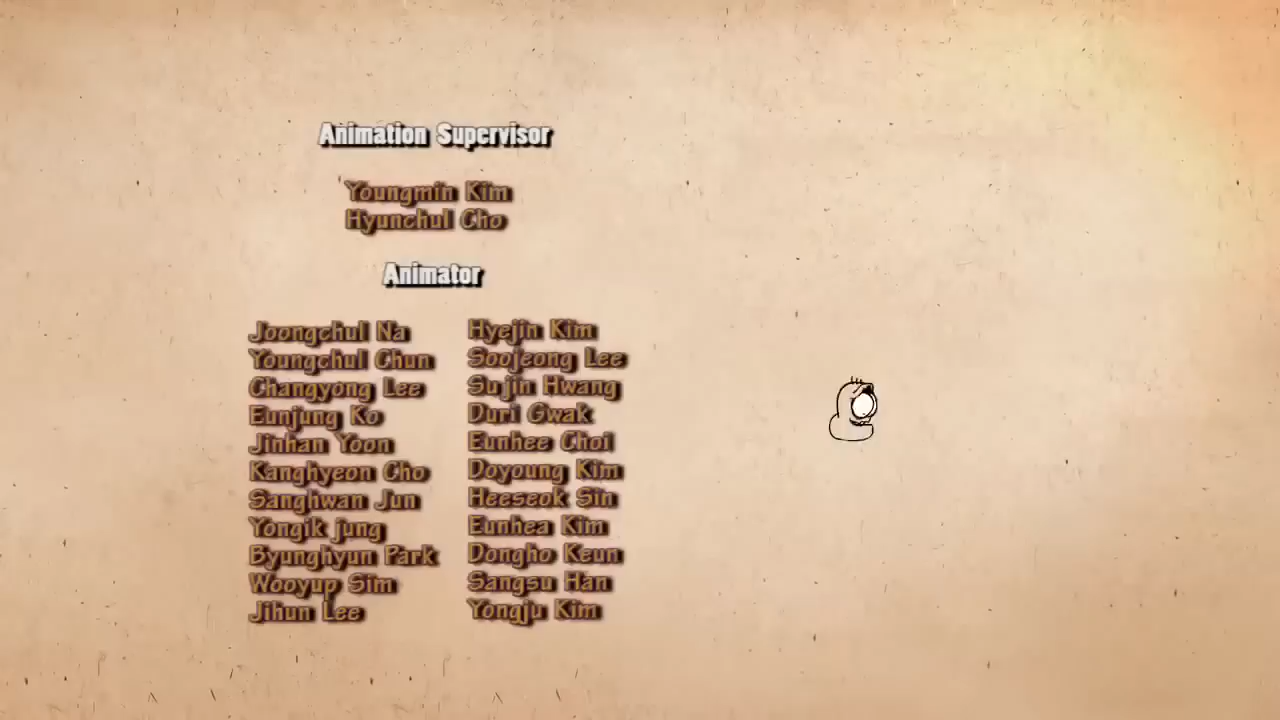 Animation Supervisor
Youngmin Kim
Hyunchul Cho
Animator
Joongchul Na
Youngchul Chun
Changyong Lee
Eunjung Ko
Jinhan Yoon
Kanghyeon Cho
Sanghwan Jun
Yongik jung
Byunghyun Park
Wooyup Sim
Jihun Lee
Hyejin Kim
Soojeong Lee
Sujin Hwang
Duri Gwak
Eunhee Choi
Doyoung Kim
Heeseok Sin
Eunhea Kim
Dongho Keun
Sangsu Han
Yongju Kim